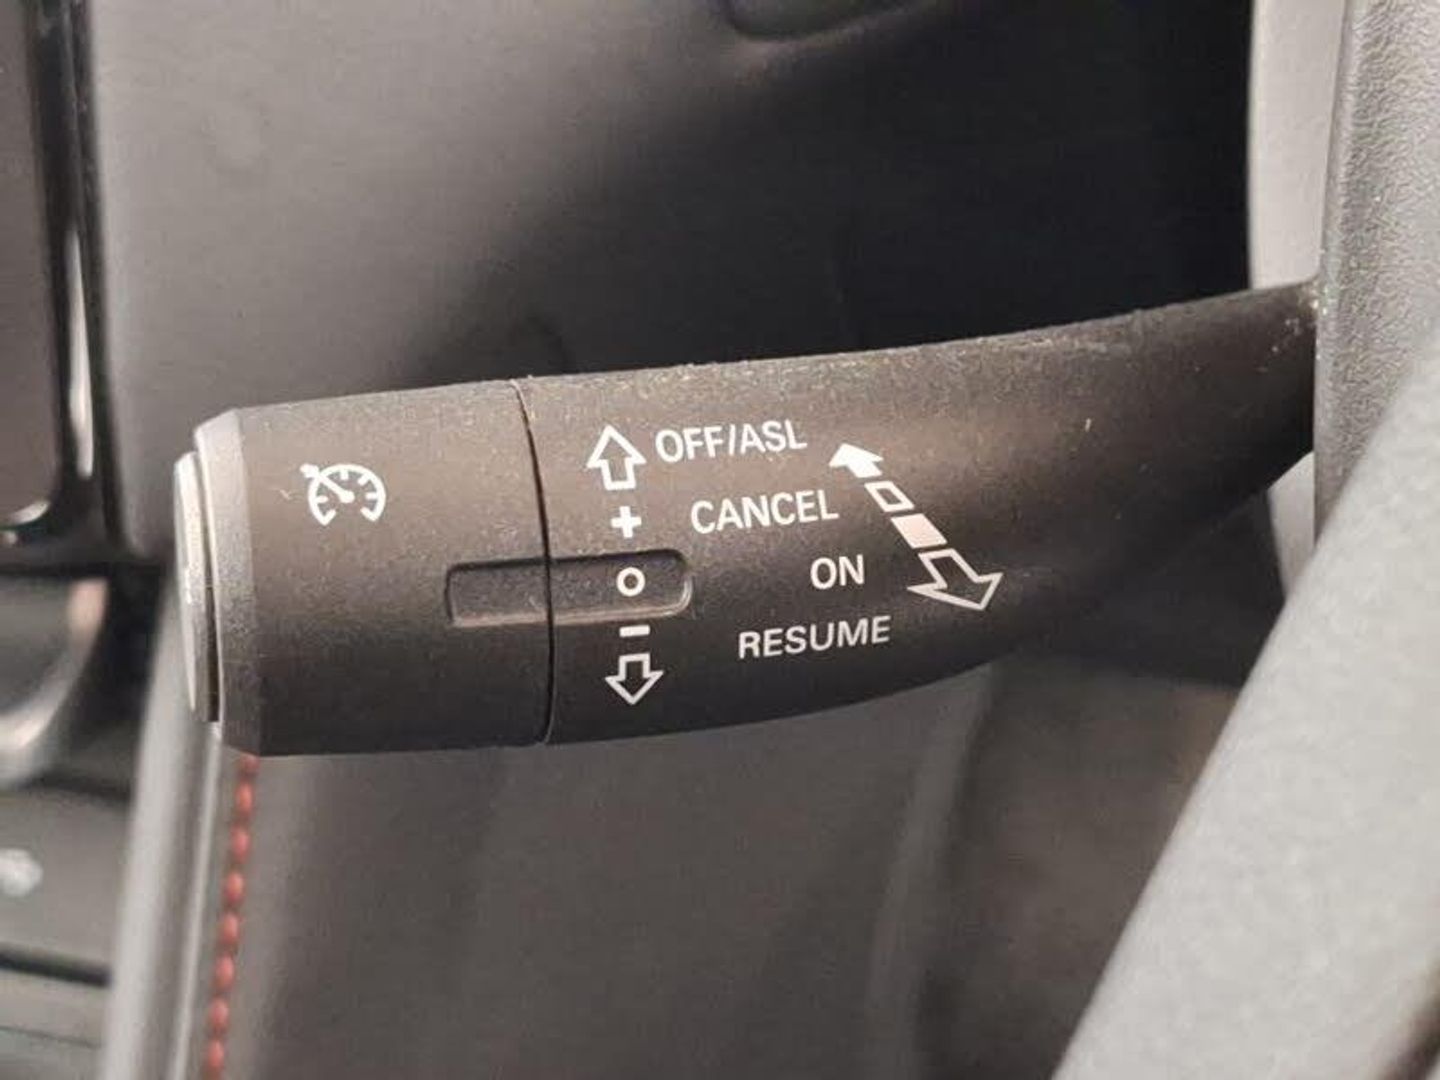 OFF/ASL
CANCEL
+
ON
O
RESUME
−